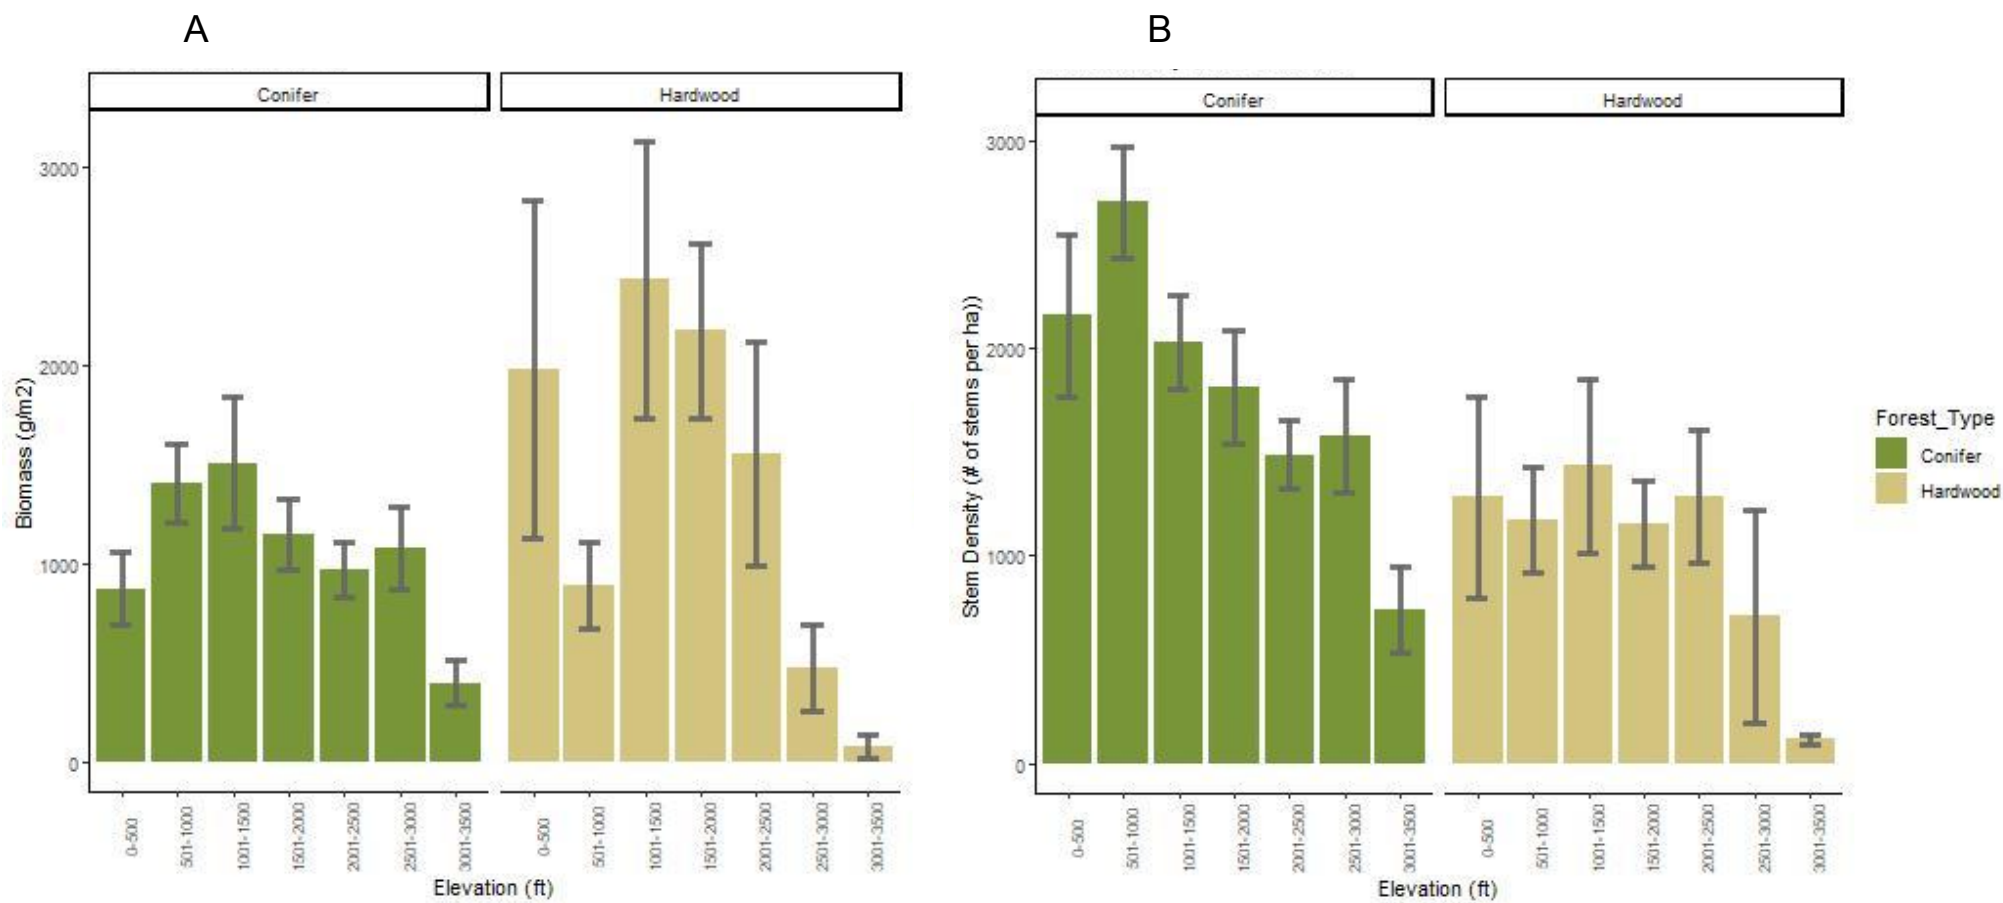 A
Conifer
Hardwood
Biomass (g/m2)
3000
2000
1000
0
0-500
501-1000
1001-1500
1501-2000
2001-2500
2501-3000
3001-3500
0-500
501-1000
1001-1500
1501-2000
2001-2500
2501-3000
3001-3500
Elevation (ft)
B
Conifer
Hardwood
Stem Density (# of stems per ha))
3000
2000
1000
0
0-500
501-1000
1001-1500
1501-2000
2001-2500
2501-3000
3001-3500
0-500
501-1000
1001-1500
1501-2000
2001-2500
2501-3000
3001-3500
Elevation (ft)
Forest_Type
Conifer
Hardwood